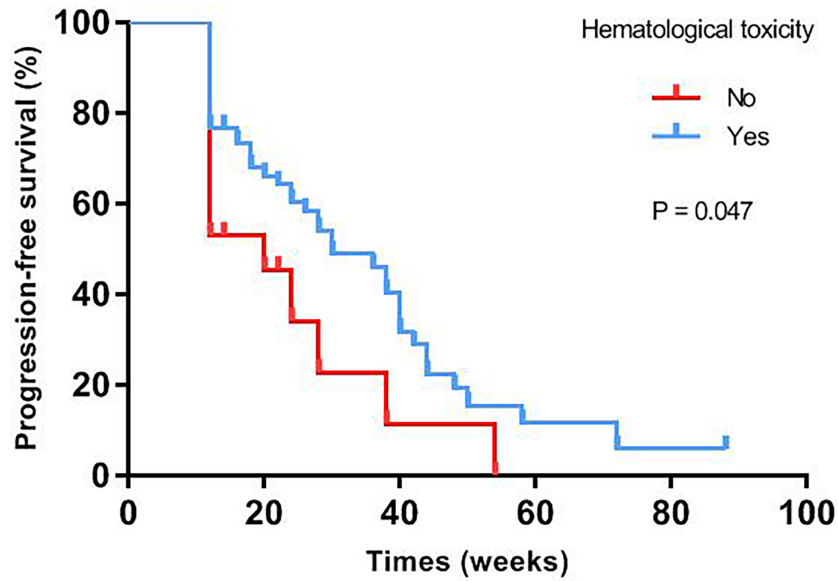 Hematological toxicity
No
Yes
P = 0.047
Progression-free survival (%)
100
80
60
40
20
0
0 20 40 60 80 100
Times (weeks)